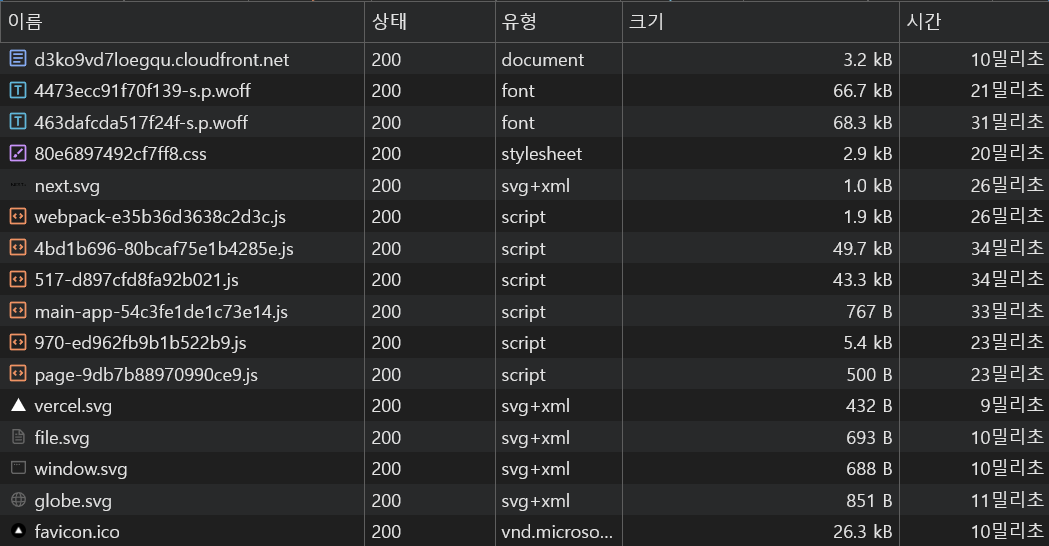 이름 상태 유형 크기 시간
d3ko9vd7loegqu.cloudfront.net 200 document 3.2 kB 10밀리초
4473ecc91f70f139-s.p.woff 200 font 66.7 kB 21밀리초
463dafcda517f24f-s.p.woff 200 font 68.3 kB 31밀리초
80e6897492cf7ff8.css 200 stylesheet 2.9 kB 20밀리초
next.svg 200 svg+xml 1.0 kB 26밀리초
webpack-e35b36d3638c2d3c.js 200 script 1.9 kB 26밀리초
4bd1b696-80bcaf75e1b4285e.js 200 script 49.7 kB 34밀리초
517-d897cfd8fa92b021.js 200 script 43.3 kB 34밀리초
main-app-54c3fe1de1c73e14.js 200 script 767 B 33밀리초
970-ed962fb9b1b522b9.js 200 script 5.4 kB 23밀리초
page-9db7b88970990ce9.js 200 script 500 B 23밀리초
vercel.svg 200 svg+xml 432 B 9밀리초
file.svg 200 svg+xml 693 B 10밀리초
window.svg 200 svg+xml 688 B 10밀리초
globe.svg 200 svg+xml 851 B 11밀리초
favicon.ico 200 vnd.microso... 26.3 kB 10밀리초